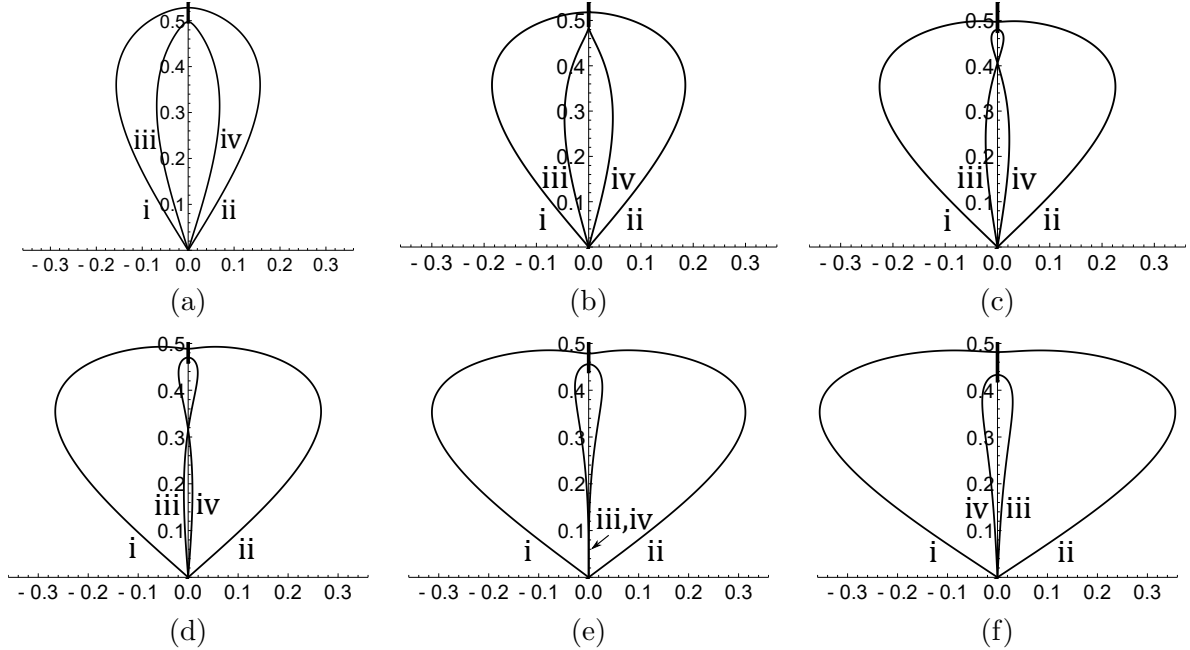 0.5 0.5 0.5
0.4 0.4 0.4
0.3 0.3 0.3
iii iv 0.2 0.2 0.2
iii iv iii iv
i 0.1 ii i 0.1 ii i 0.1 ii
- 0.3 - 0.2 - 0.1 0.0 0.1 0.2 0.3 - 0.3 - 0.2 - 0.1 0.0 0.1 0.2 0.3 - 0.3 - 0.2 - 0.1 0.0 0.1 0.2 0.3
(a) (b) (c)
0.5 0.5 0.5
0.4 0.4 0.4
0.3 0.3 0.3
0.2 0.2 0.2
iii iv iii,iv iv iii
i 0.1 ii i 0.1 ii i 0.1 ii
- 0.3 - 0.2 - 0.1 0.0 0.1 0.2 0.3 - 0.3 - 0.2 - 0.1 0.0 0.1 0.2 0.3 - 0.3 - 0.2 - 0.1 0.0 0.1 0.2 0.3
(d) (e) (f)